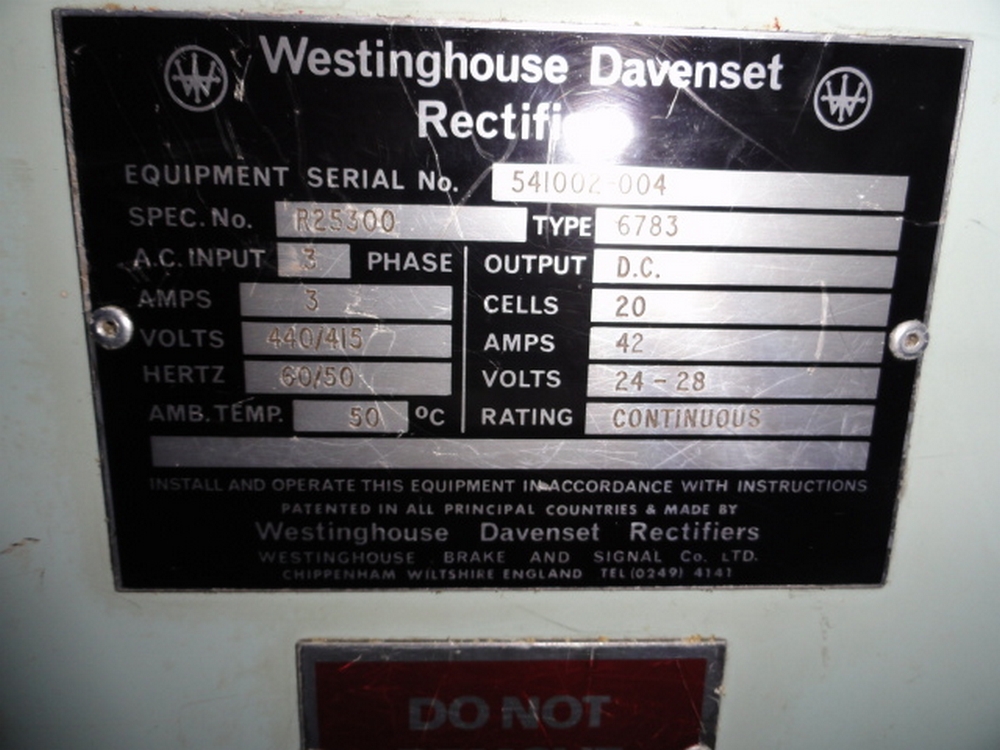 Westinghouse Davenset
EQUIPMENT SERIAL No. 541002-004
SPEC. No. R25300 TYPE 6783
A.C. INPUT 3 PHASE OUTPUT D.C.
AMPS 3 CELLS 20
VOLTS 440/415 AMPS 42
HERTZ 60/50 VOLTS 24-28
AMB. TEMP. 50 °C RATING CONTINUOUS
INSTALL AND OPERATE THIS EQUIPMENT IN ACCORDANCE WITH INSTRUCTIONS
PATENTED IN ALL PRINCIPAL COUNTRIES & MADE BY
Westinghouse Davenset Rectifiers
WESTINGHOUSE BRAKE AND SIGNAL Co. LTD.
CHIPPENHAM WILTSHIRE ENGLAND TEL (0249) 4141
DO NOT